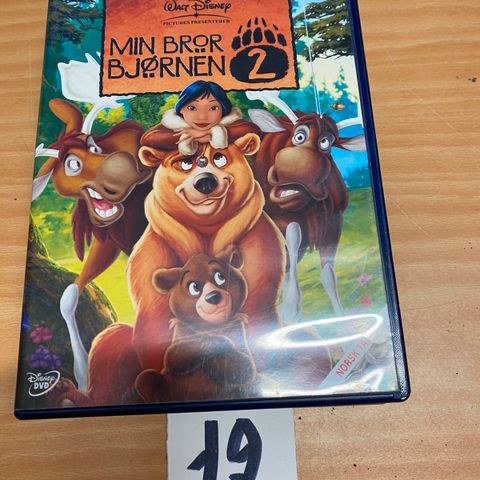 WALT DISNEY
PICTURES PRESENTERER
MIN BROR
BJØRNEN 2
Disney
DVD
NORSK TA
19